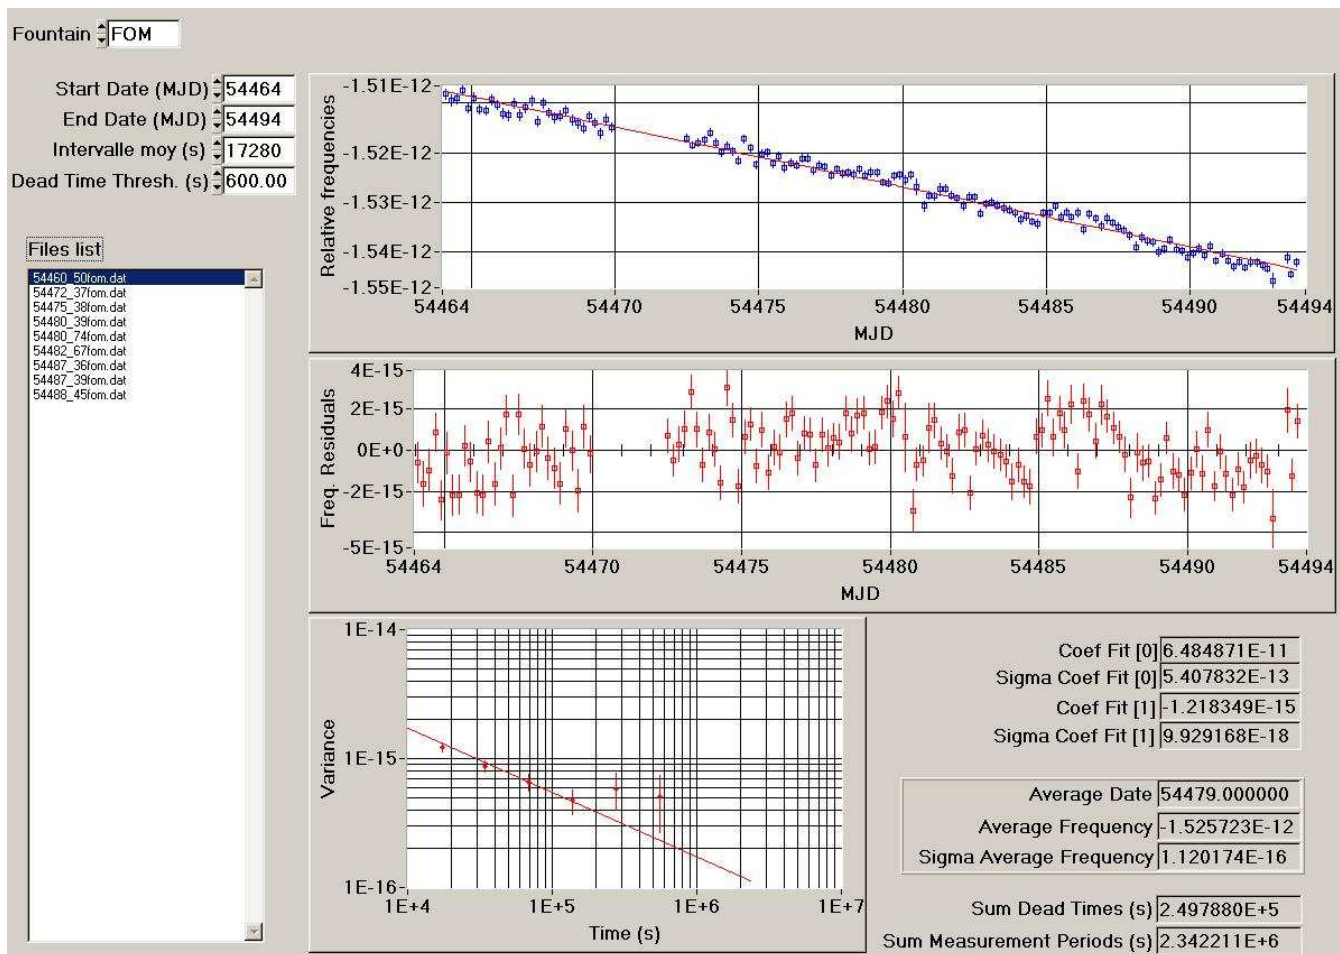 Fountain FOM
Start Date (MJD) 54464
End Date (MJD) 54494
Intervalle moy (s) 17280
Dead Time Thresh. (s) 600.00
Files list
54460_50fom.dat
54472_37fom.dat
54475_38fom.dat
54480_39fom.dat
54480_74fom.dat
54482_67fom.dat
54487_36fom.dat
54487_39fom.dat
54488_45fom.dat
Relative frequencies
-1.51E-12
-1.52E-12
-1.53E-12
-1.54E-12
-1.55E-12
54464 54470 54475 54480 54485 54490 54494
MJD
Freq. Residuals
4E-15
2E-15
0E+0
-2E-15
-5E-15
54464 54470 54475 54480 54485 54490 54494
MJD
Variance
1E-14
1E-15
1E-16
1E+4 1E+5 1E+6 1E+7
Time (s)
Coef Fit [0] 6.484871E-11
Sigma Coef Fit [0] 5.407832E-13
Coef Fit [1] -1.218349E-15
Sigma Coef Fit [1] 9.929168E-18
Average Date 54479.000000
Average Frequency -1.525723E-12
Sigma Average Frequency 1.120174E-16
Sum Dead Times (s) 2.497880E+5
Sum Measurement Periods (s) 2.342211E+6